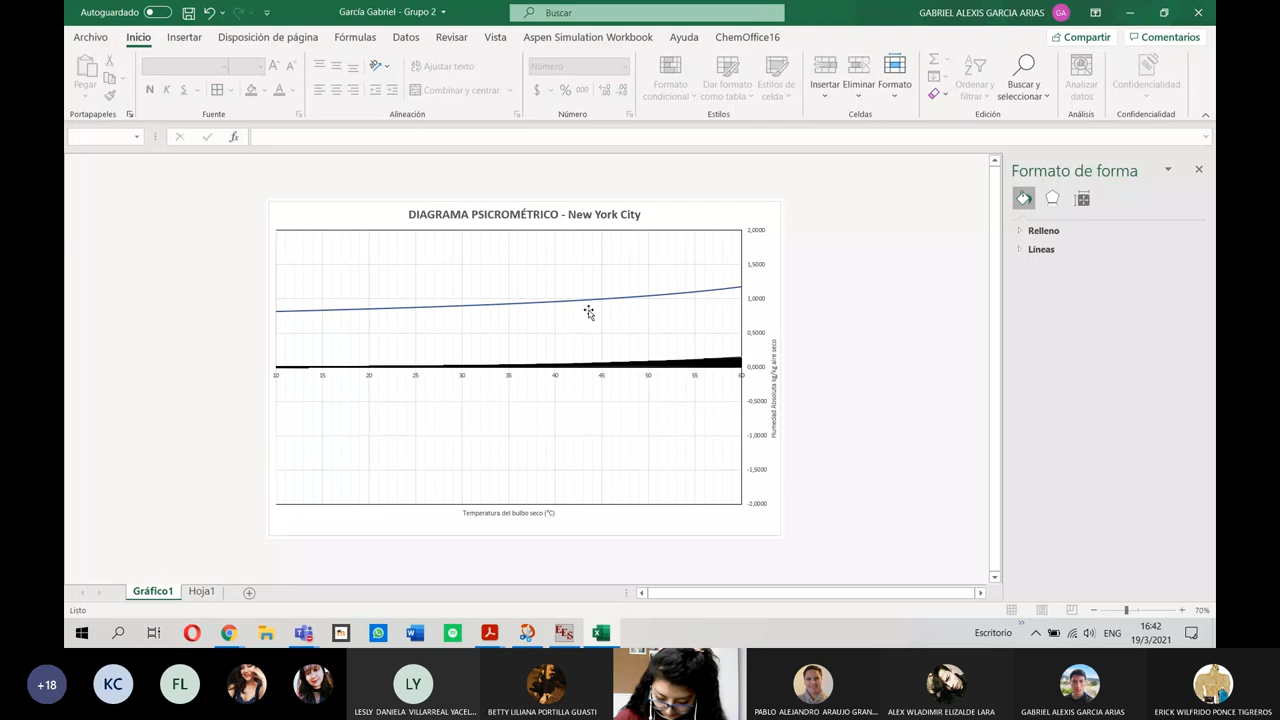 Autoguardado
García Gabriel - Grupo 2
Buscar
GABRIEL ALEXIS GARCIA ARIAS
GA
Archivo
Inicio
Insertar
Disposición de página
Fórmulas
Datos
Revisar
Vista
Aspen Simulation Workbook
Ayuda
ChemOffice16
Compartir
Comentarios
Pegar
N K S
Ajustar texto
Combinar y centrar
Número
$ % 000
Formato condicional
Dar formato como tabla
Estilos de celda
Insertar
Eliminar
Formato
Ordenar y filtrar
Buscar y seleccionar
Analizar datos
Confidencialidad
Portapapeles
Fuente
Alineación
Número
Estilos
Celdas
Edición
Análisis
Confidencialidad
fx
Formato de forma
Relleno
Líneas
DIAGRAMA PSICROMÉTRICO - New York City
2,0000
1,5000
1,0000
0,5000
0,0000
-0,5000
-1,0000
-1,5000
-2,0000
10 15 20 25 30 35 40 45 50 55 60
Humedad Absoluta kg/kg aire seco
Temperatura del bulbo seco (°C)
Gráfico1
Hoja1
Listo
70%
Escritorio
ENG
16:42
19/3/2021
+18
KC
FL
LY
LESLY DANIELA VILLARREAL YACEL...
BETTY LILIANA PORTILLA GUASTI
PABLO ALEJANDRO ARAUJO GRAN...
ALEX WLADIMIR ELIZALDE LARA
GABRIEL ALEXIS GARCIA ARIAS
ERICK WILFRIDO PONCE TIGREROS